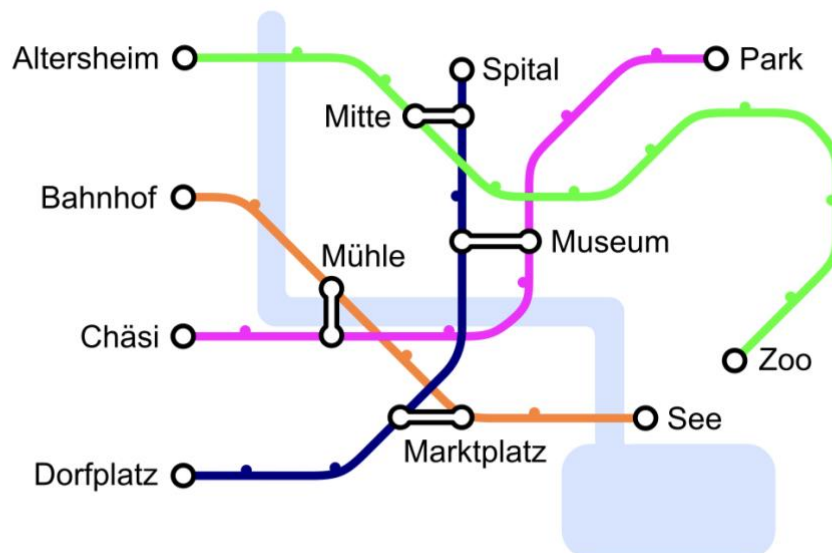 Altersheim
Spital
Park
Mitte
Bahnhof
Museum
Mühle
Chäsi
Zoo
See
Marktplatz
Dorfplatz